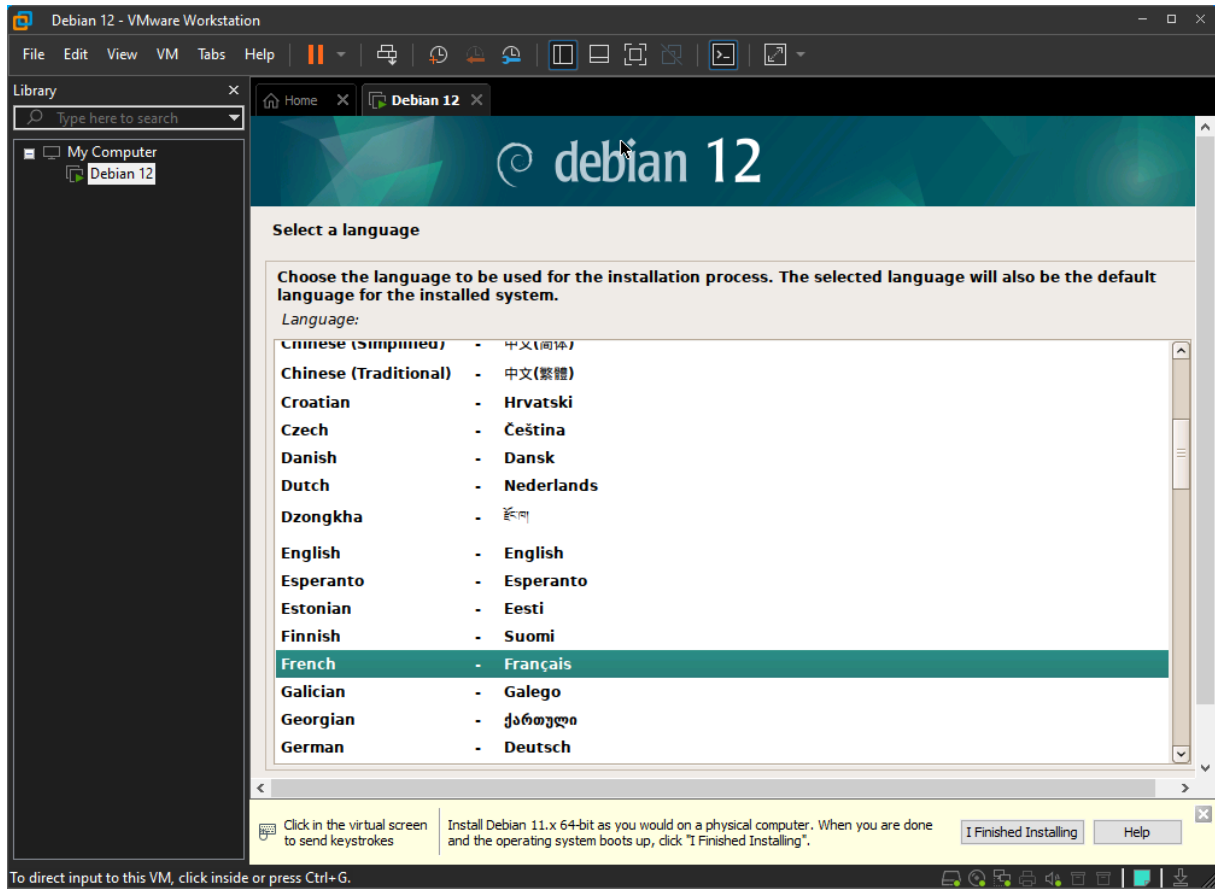 Debian 12 - VMware Workstation
File Edit View VM Tabs Help
Library
Type here to search
My Computer
Debian 12
Home
Debian 12
debian 12
Select a language
Choose the language to be used for the installation process. The selected language will also be the default
language for the installed system.
Language:
Chinese (Simplified) - 中文(简体)
Chinese (Traditional) - 中文(繁體)
Croatian - Hrvatski
Czech - Čeština
Danish - Dansk
Dutch - Nederlands
Dzongkha - རྫོང་ཁ།
English - English
Esperanto - Esperanto
Estonian - Eesti
Finnish - Suomi
French - Français
Galician - Galego
Georgian - ქართული
German - Deutsch
Click in the virtual screen
to send keystrokes
Install Debian 11.x 64-bit as you would on a physical computer. When you are done
and the operating system boots up, click "I Finished Installing".
I Finished Installing
Help
To direct input to this VM, click inside or press Ctrl+G.